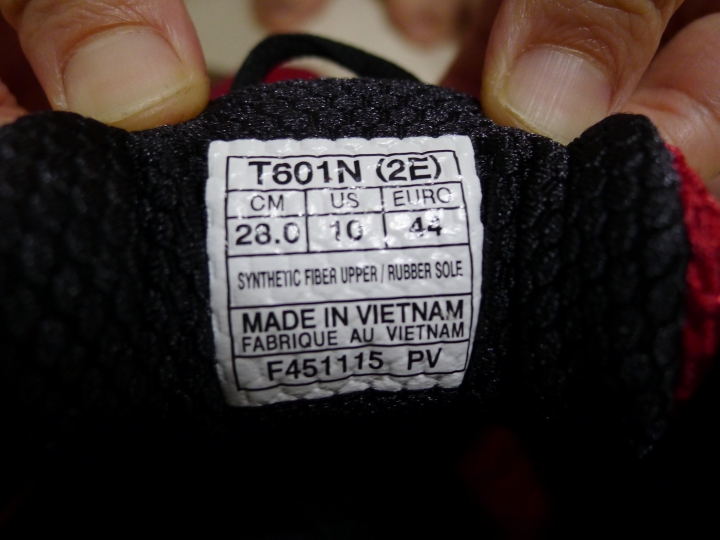 T601N (2E)
CM US EURO
28.0 10 44
SYNTHETIC FIBER UPPER / RUBBER SOLE
MADE IN VIETNAM
FABRIQUE AU VIETNAM
F451115 PV